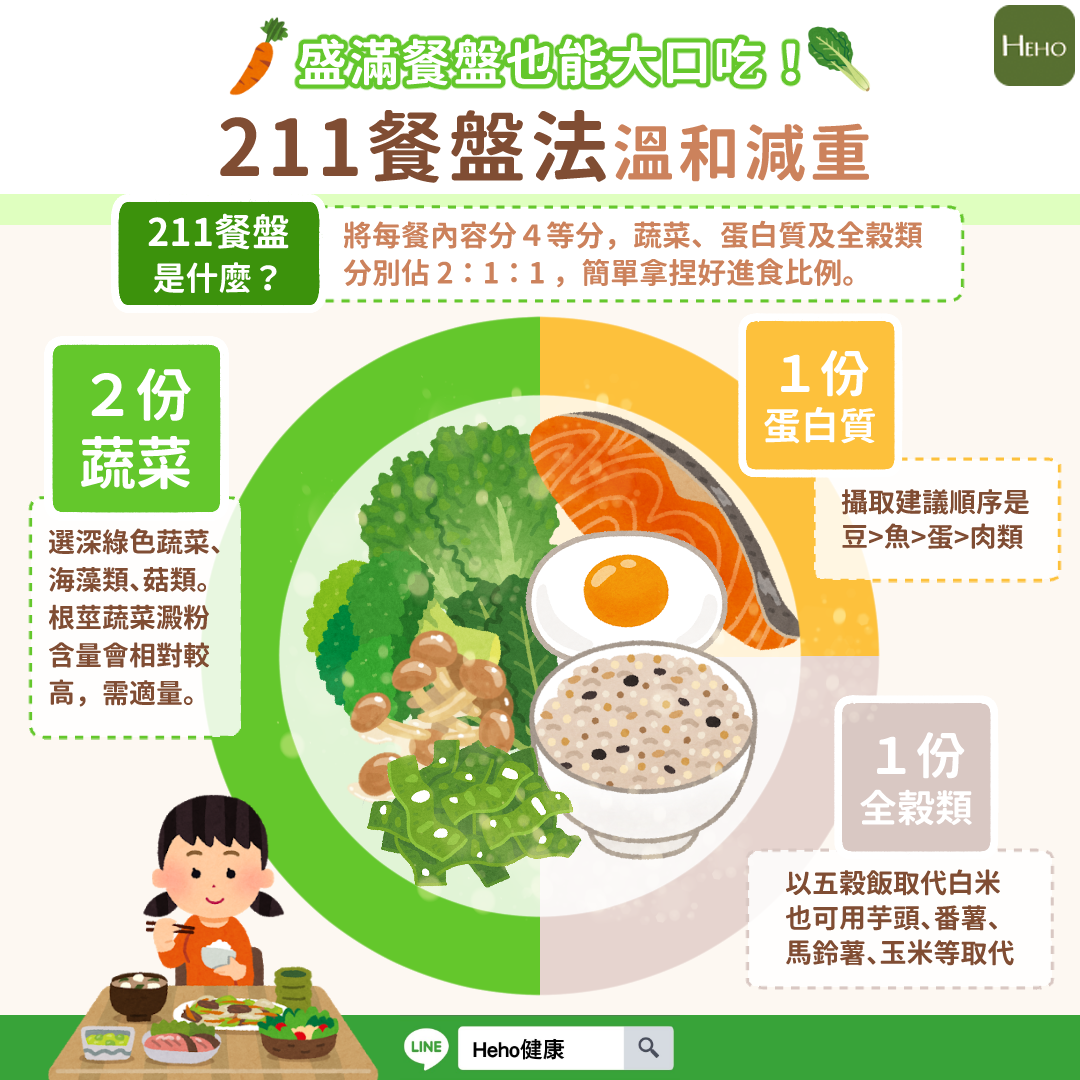 盛滿餐盤也能大口吃！
HEHO
211餐盤法溫和減重
211餐盤
是什麼？
將每餐內容分４等分，蔬菜、蛋白質及全穀類
分別佔 2：1：1 ，簡單拿捏好進食比例。
２份
蔬菜
選深綠色蔬菜、
海藻類、菇類。
根莖蔬菜澱粉
含量會相對較
高，需適量。
１份
蛋白質
攝取建議順序是
豆>魚>蛋>肉類
１份
全穀類
以五穀飯取代白米
也可用芋頭、番薯、
馬鈴薯、玉米等取代
LINE
Heho健康